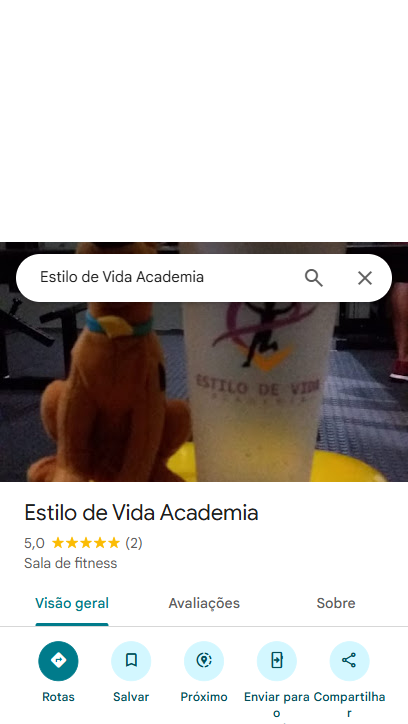 Estilo de Vida Academia
ESTILO DE VIDA
ACADEMIA
Estilo de Vida Academia
5,0 (2)
Sala de fitness
Visão geral
Avaliações
Sobre
Rotas
Salvar
Próximo
Enviar para
o
Compartilha
r